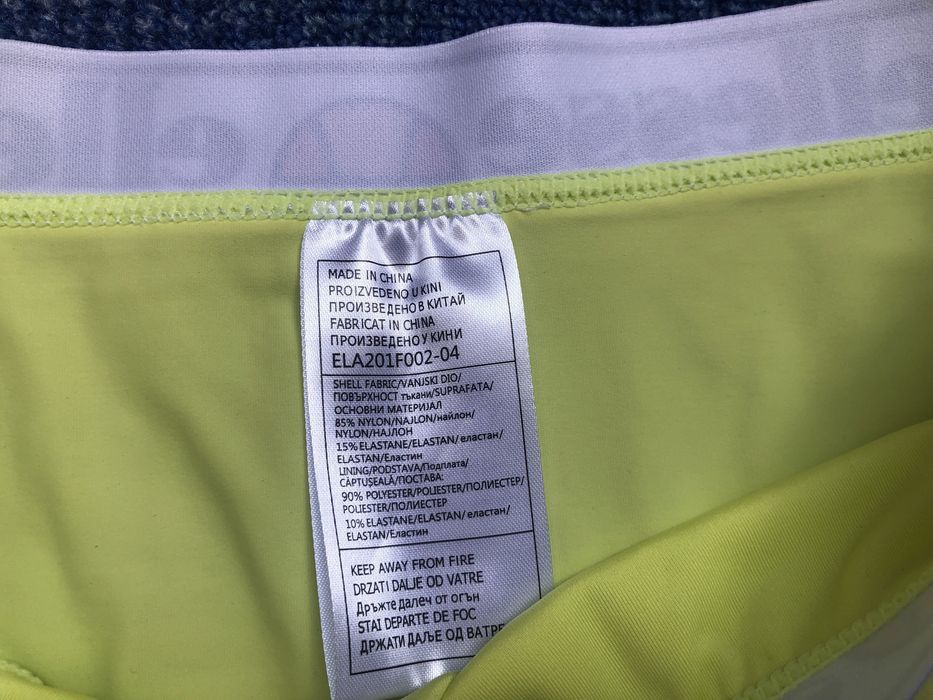 MADE IN CHINA
PROIZVEDENO U KINI
ПРОИЗВЕДЕНО В КИТАЙ
FABRICAT IN CHINA
ПРОИЗВЕДЕНО У КИНИ
ELA201F002-04
SHELL FABRIC/VANJSKI DIO/
ПОВЪРХНОСТ тъкани/SUPRAFATA/
ОСНОВНИ МАТЕРИЈАЛ
85% NYLON/NAJLON/найлон/
NYLON/НАЈЛОН
15% ELASTANE/ELASTAN/еластан/
ELASTAN/Еластин
LINING/PODSTAVA/Подплата/
CĂPTUȘEALĂ/ПОСТАВА:
90% POLYESTER/POLIESTER/ПОЛИЕСТЕР/
POLIESTER/ПОЛИЕСТЕР
10% ELASTANE/ELASTAN/еластан/
ELASTAN/Еластин
KEEP AWAY FROM FIRE
DRZATI DALJE OD VATRE
Дръжте далеч от огън
STAI DEPARTE DE FOC
ДРЖАТИ ДАЉЕ ОД ВАТРЕ